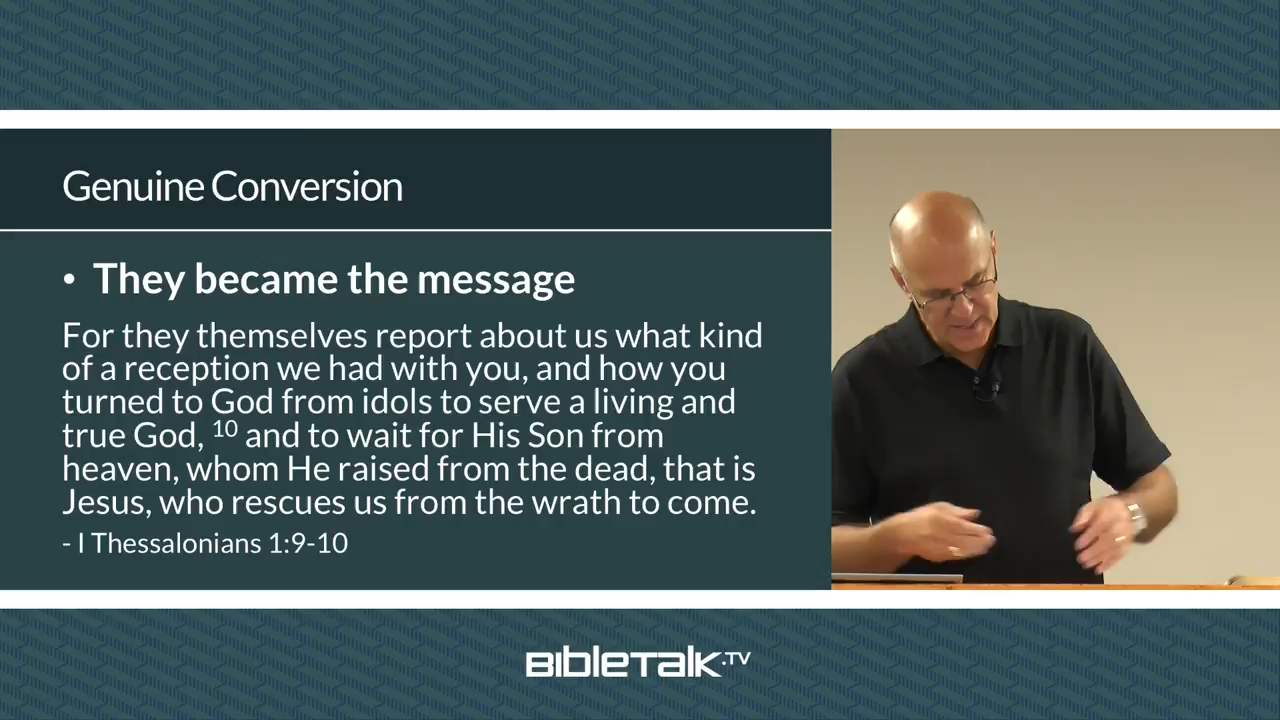 Genuine Conversion
• They became the message
For they themselves report about us what kind
of a reception we had with you, and how you
turned to God from idols to serve a living and
true God, 10 and to wait for His Son from
heaven, whom He raised from the dead, that is
Jesus, who rescues us from the wrath to come.
- I Thessalonians 1:9-10
BIBLETALK.TV